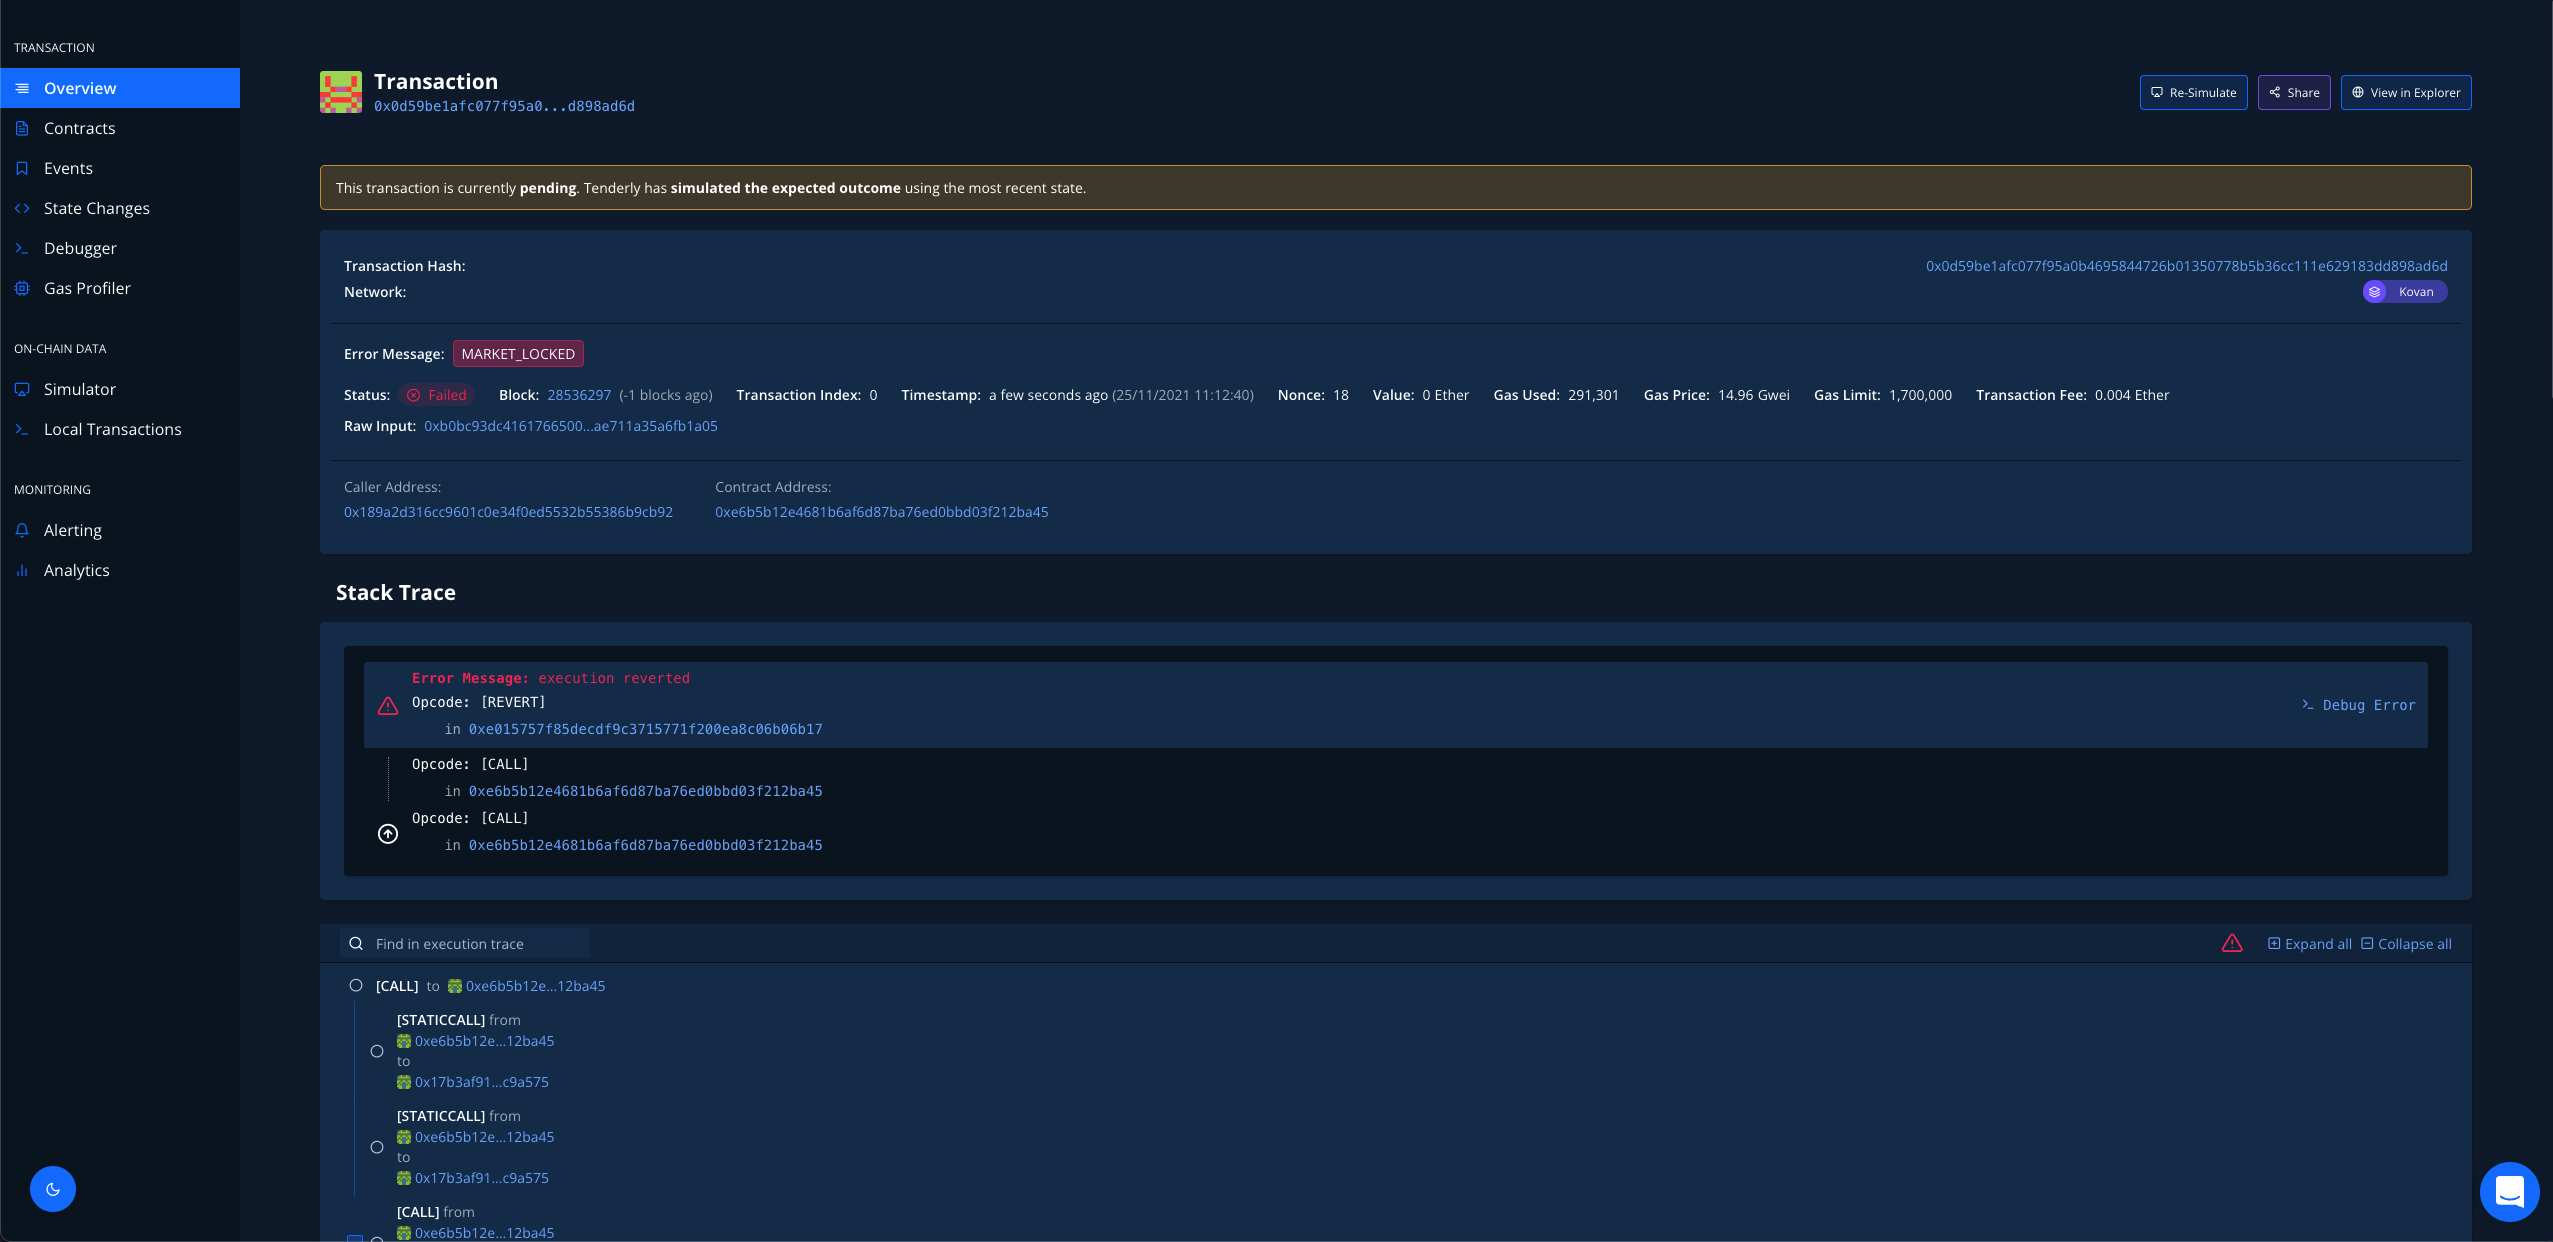 TRANSACTION
Overview
Contracts
Events
State Changes
Debugger
Gas Profiler
ON-CHAIN DATA
Simulator
Local Transactions
MONITORING
Alerting
Analytics
Transaction
0x0d59be1afc077f95a0...d898ad6d
Re-Simulate
Share
View in Explorer
This transaction is currently pending. Tenderly has simulated the expected outcome using the most recent state.
Transaction Hash: 0x0d59be1afc077f95a0b4695844726b01350778b5b36cc111e629183dd898ad6d
Network: Kovan
Error Message: MARKET_LOCKED
Status: Failed Block: 28536297 (-1 blocks ago) Transaction Index: 0 Timestamp: a few seconds ago (25/11/2021 11:12:40) Nonce: 18 Value: 0 Ether Gas Used: 291,301 Gas Price: 14.96 Gwei Gas Limit: 1,700,000 Transaction Fee: 0.004 Ether
Raw Input: 0xb0bc93dc4161766500...ae711a35a6fb1a05
Caller Address: Contract Address:
0x189a2d316cc9601c0e34f0ed5532b55386b9cb92 0xe6b5b12e4681b6af6d87ba76ed0bbd03f212ba45
Stack Trace
Error Message: execution reverted
Opcode: [REVERT]
in 0xe015757f85decdf9c3715771f200ea8c06b06b17
Debug Error
Opcode: [CALL]
in 0xe6b5b12e4681b6af6d87ba76ed0bbd03f212ba45
Opcode: [CALL]
in 0xe6b5b12e4681b6af6d87ba76ed0bbd03f212ba45
Find in execution trace
Expand all Collapse all
[CALL] to 0xe6b5b12e...12ba45
[STATICCALL] from
0xe6b5b12e...12ba45
to
0x17b3af91...c9a575
[STATICCALL] from
0xe6b5b12e...12ba45
to
0x17b3af91...c9a575
[CALL] from
0xe6b5b12e...12ba45